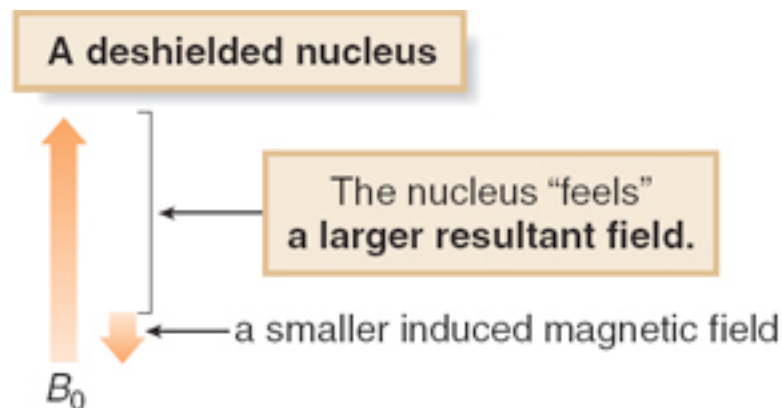 A deshielded nucleus
The nucleus “feels”
a larger resultant field.
a smaller induced magnetic field
B₀